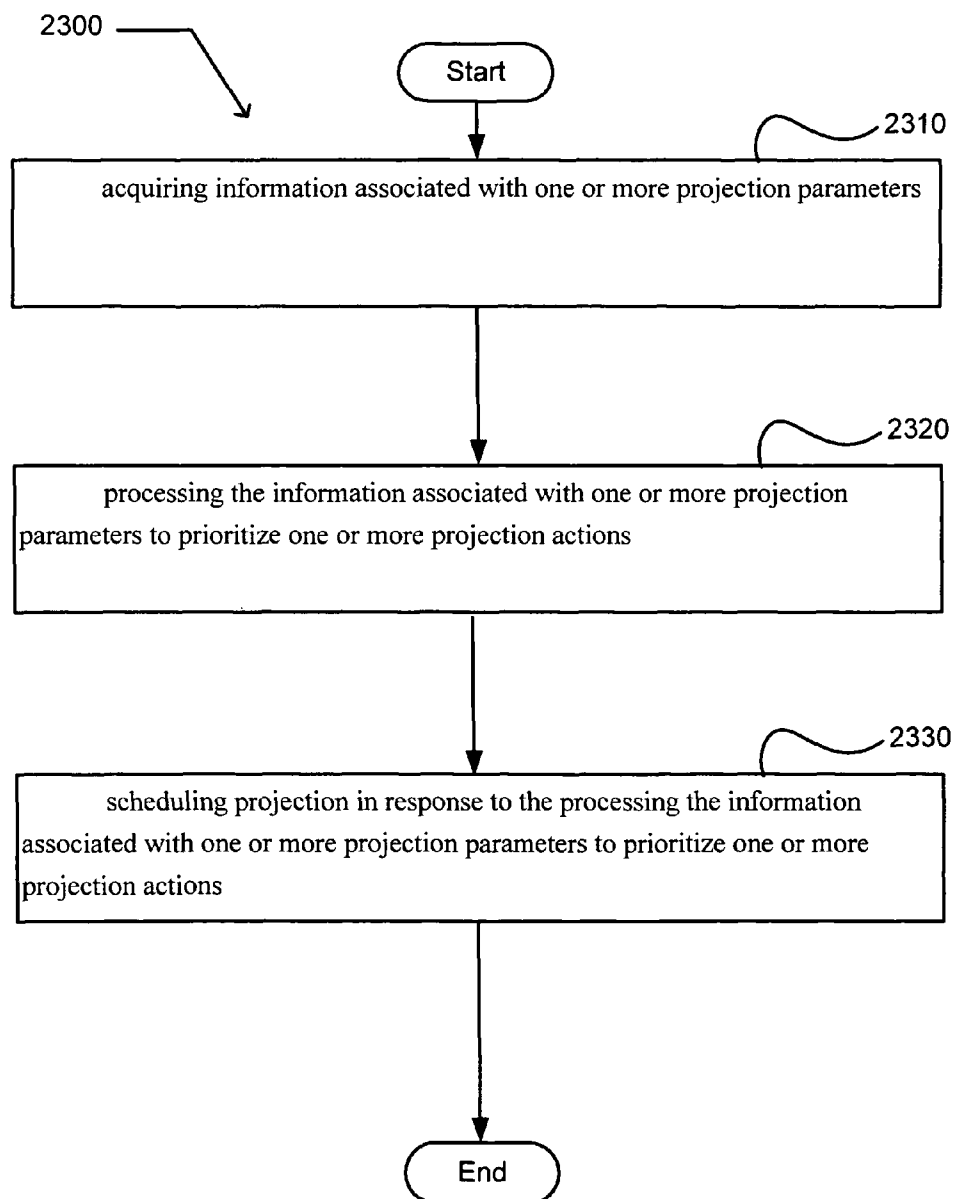 2300
Start
2310
acquiring information associated with one or more projection parameters
2320
processing the information associated with one or more projection
parameters to prioritize one or more projection actions
2330
scheduling projection in response to the processing the information
associated with one or more projection parameters to prioritize one or more
projection actions
End